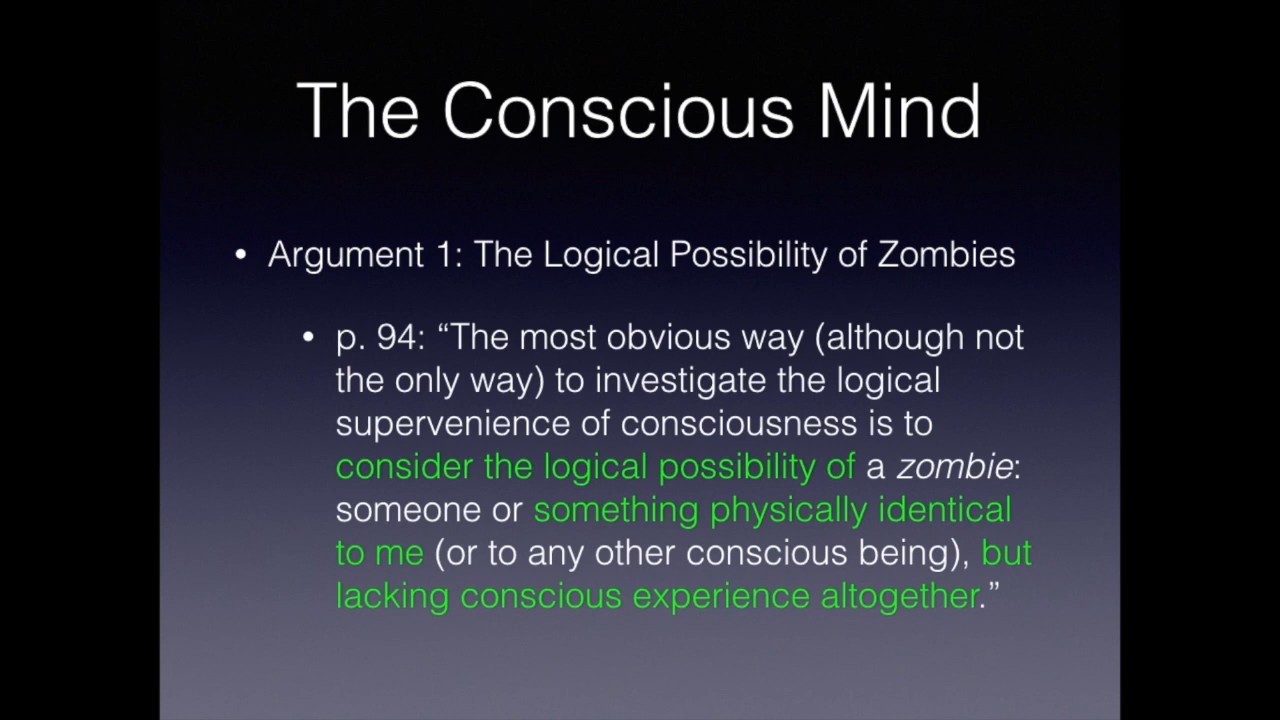 The Conscious Mind
• Argument 1: The Logical Possibility of Zombies
• p. 94: “The most obvious way (although not
the only way) to investigate the logical
supervenience of consciousness is to
consider the logical possibility of a zombie:
someone or something physically identical
to me (or to any other conscious being), but
lacking conscious experience altogether.”